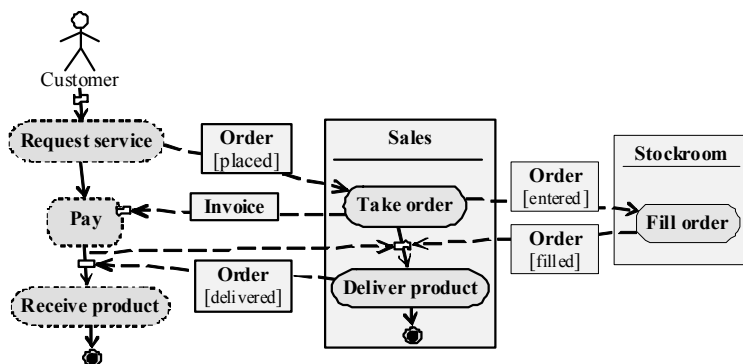 Customer
Request service
Order
[placed]
Sales
Order
[entered]
Stockroom
Pay
Invoice
Take order
Fill order
Order
[filled]
Receive product
Order
[delivered]
Deliver product